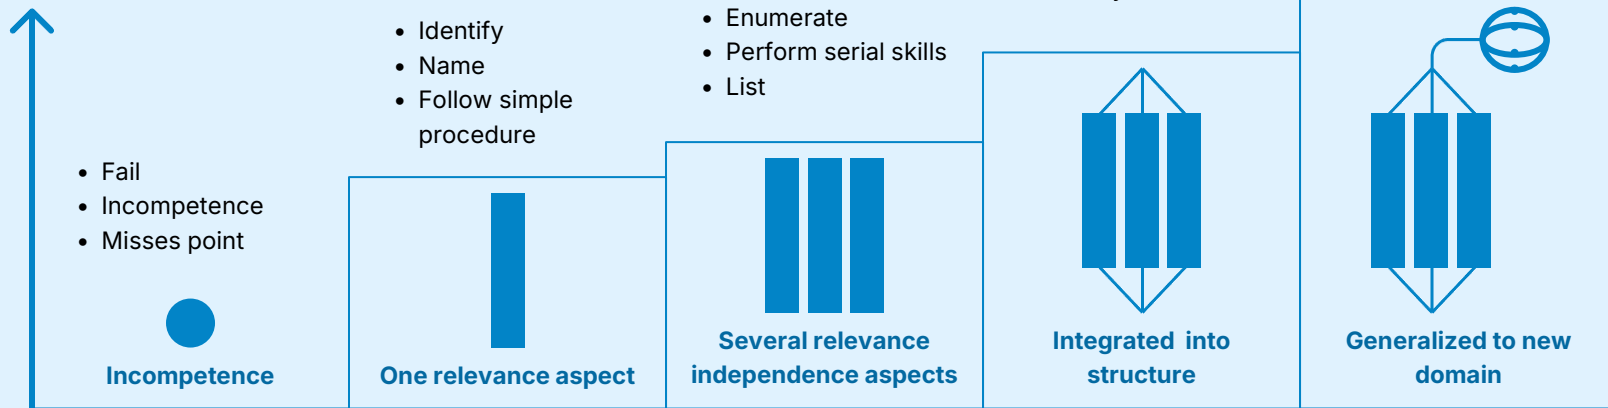 • Fail
• Incompetence
• Misses point
Incompetence
• Identify
• Name
• Follow simple
procedure
One relevance aspect
• Enumerate
• Perform serial skills
• List
Several relevance
independence aspects
Integrated into
structure
Generalized to new
domain